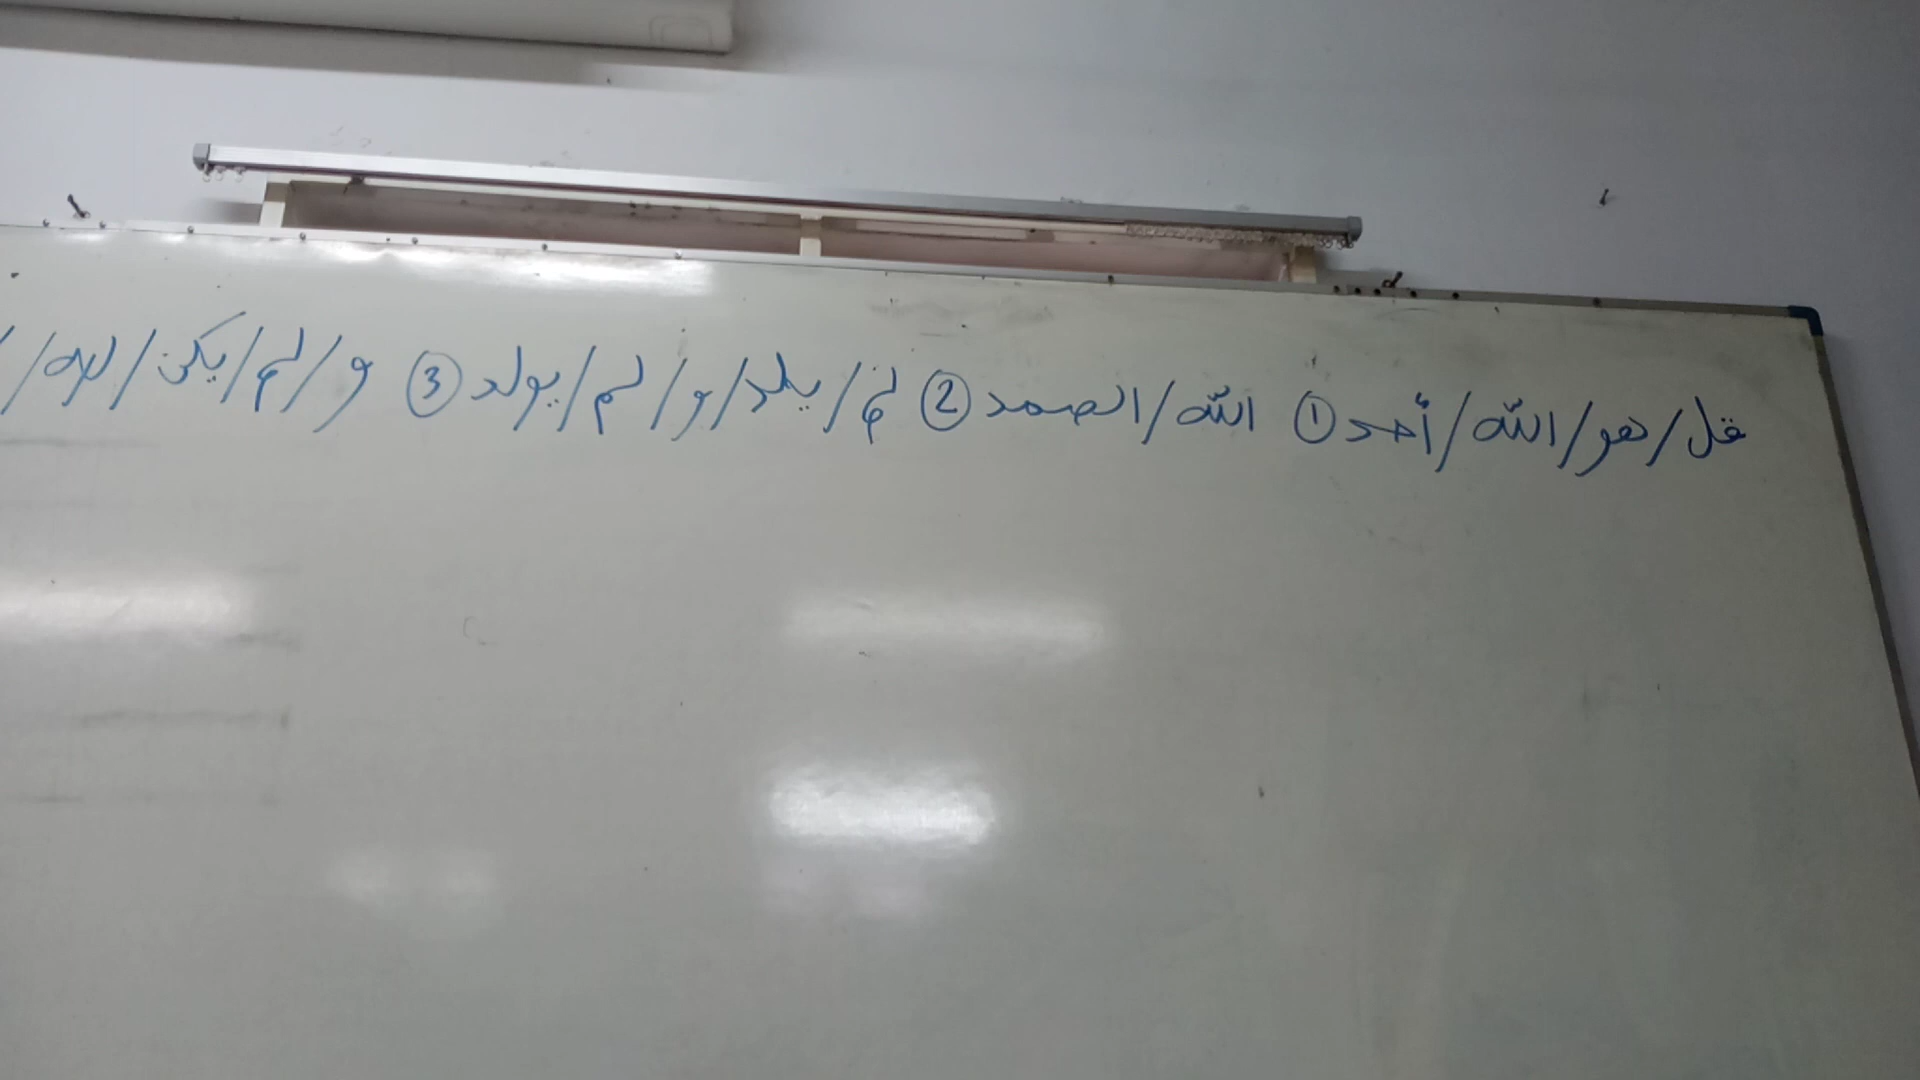 قل / هو / الله / أحد ① الله / الصمد ② لم / يلد / و / لم / يولد ③ و / لم / يكن / له /